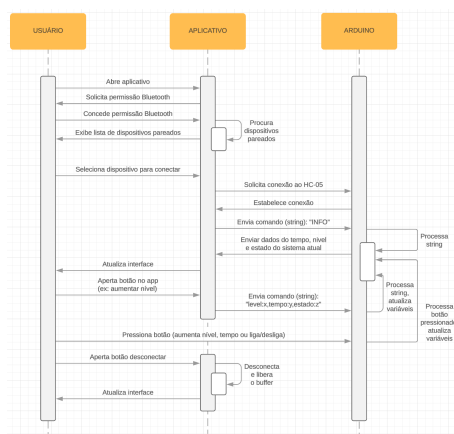 USUÁRIO
APLICATIVO
ARDUINO
Abre aplicativo
Solicita permissão Bluetooth
Concede permissão Bluetooth
Procura
dispositivos
pareados
Exibe lista de dispositivos pareados
Seleciona dispositivo para conectar
Solicita conexão ao HC-05
Estabelece conexão
Envia comando (string): "INFO"
Processa
string
Enviar dados do tempo, nível
e estado do sistema atual
Atualiza interface
Aperta botão no app
(ex: aumentar nível)
Envia comando (string):
"level:x,tempo:y,estado:z"
Processa
string,
atualiza
variáveis
Processa
botão
pressionado
atualiza
variáveis
Pressiona botão (aumenta nível, tempo ou liga/desliga)
Aperta botão desconectar
Desconecta
e libera
o buffer
Atualiza interface